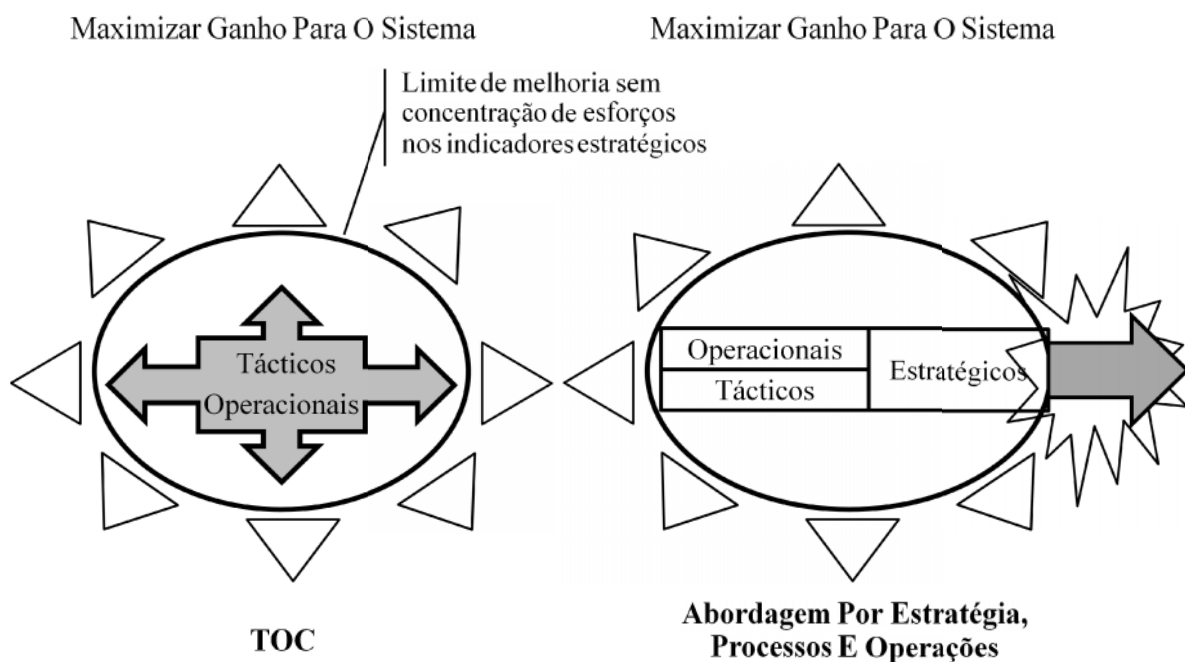 Maximizar Ganho Para O Sistema
Maximizar Ganho Para O Sistema
Limite de melhoria sem
concentração de esforços
nos indicadores estratégicos
Tácticos
Operacionais
Operacionais
Tácticos
Estratégicos
TOC
Abordagem Por Estratégia,
Processos E Operações